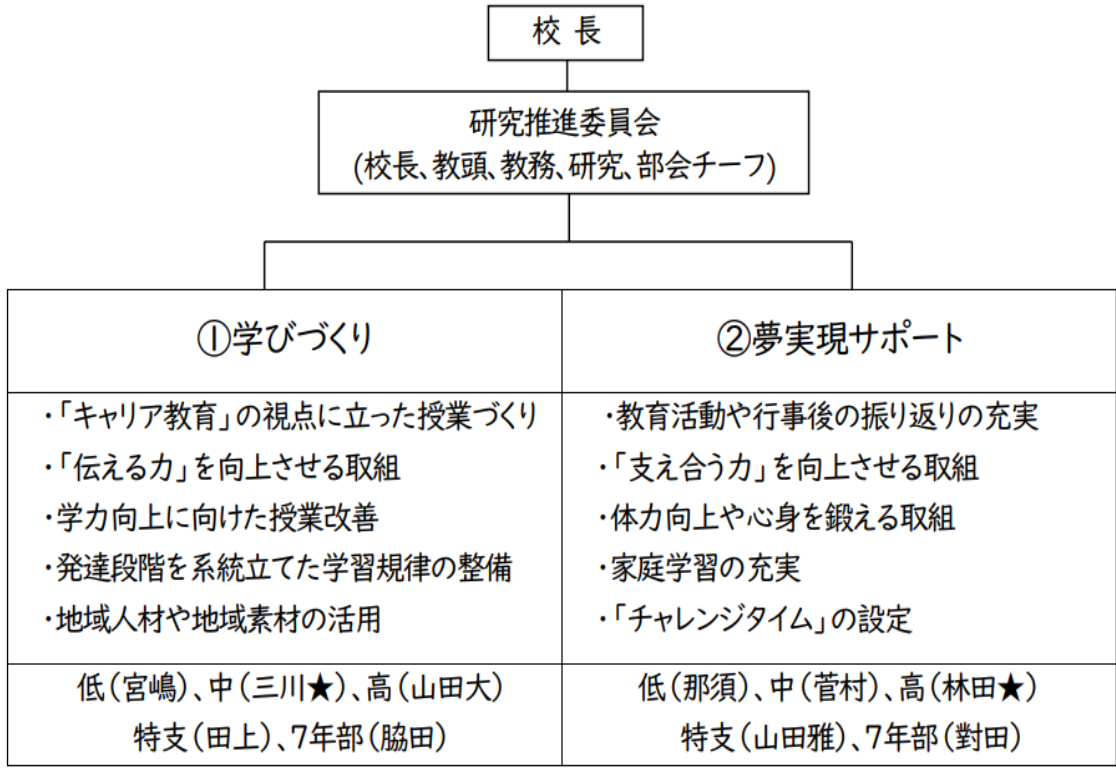 校 長
研究推進委員会
(校長、教頭、教務、研究、部会チーフ)
①学びづくり
・「キャリア教育」の視点に立った授業づくり
・「伝える力」を向上させる取組
・学力向上に向けた授業改善
・発達段階を系統立てた学習規律の整備
・地域人材や地域素材の活用
低(宮嶋)、中(三川★)、高(山田大)
特支(田上)、7年部(脇田)
②夢実現サポート
・教育活動や行事後の振り返りの充実
・「支え合う力」を向上させる取組
・体力向上や心身を鍛える取組
・家庭学習の充実
・「チャレンジタイム」の設定
低(那須)、中(菅村)、高(林田★)
特支(山田雅)、7年部(對田)